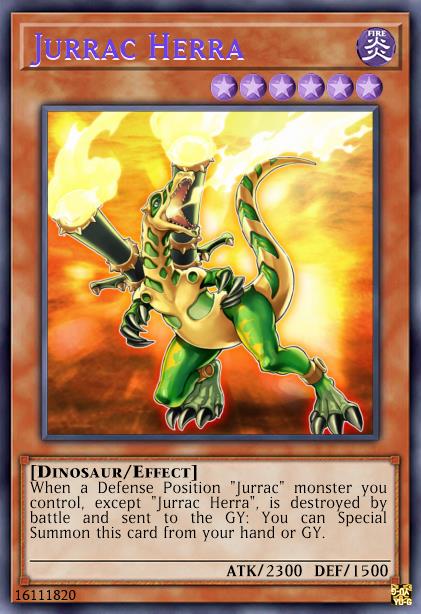 Jurrac Herra
FIRE
炎
[Dinosaur/Effect]
When a Defense Position "Jurrac" monster you
control, except "Jurrac Herra", is destroyed by
battle and sent to the GY: You can Special
Summon this card from your hand or GY.
ATK/2300 DEF/1500
16111820